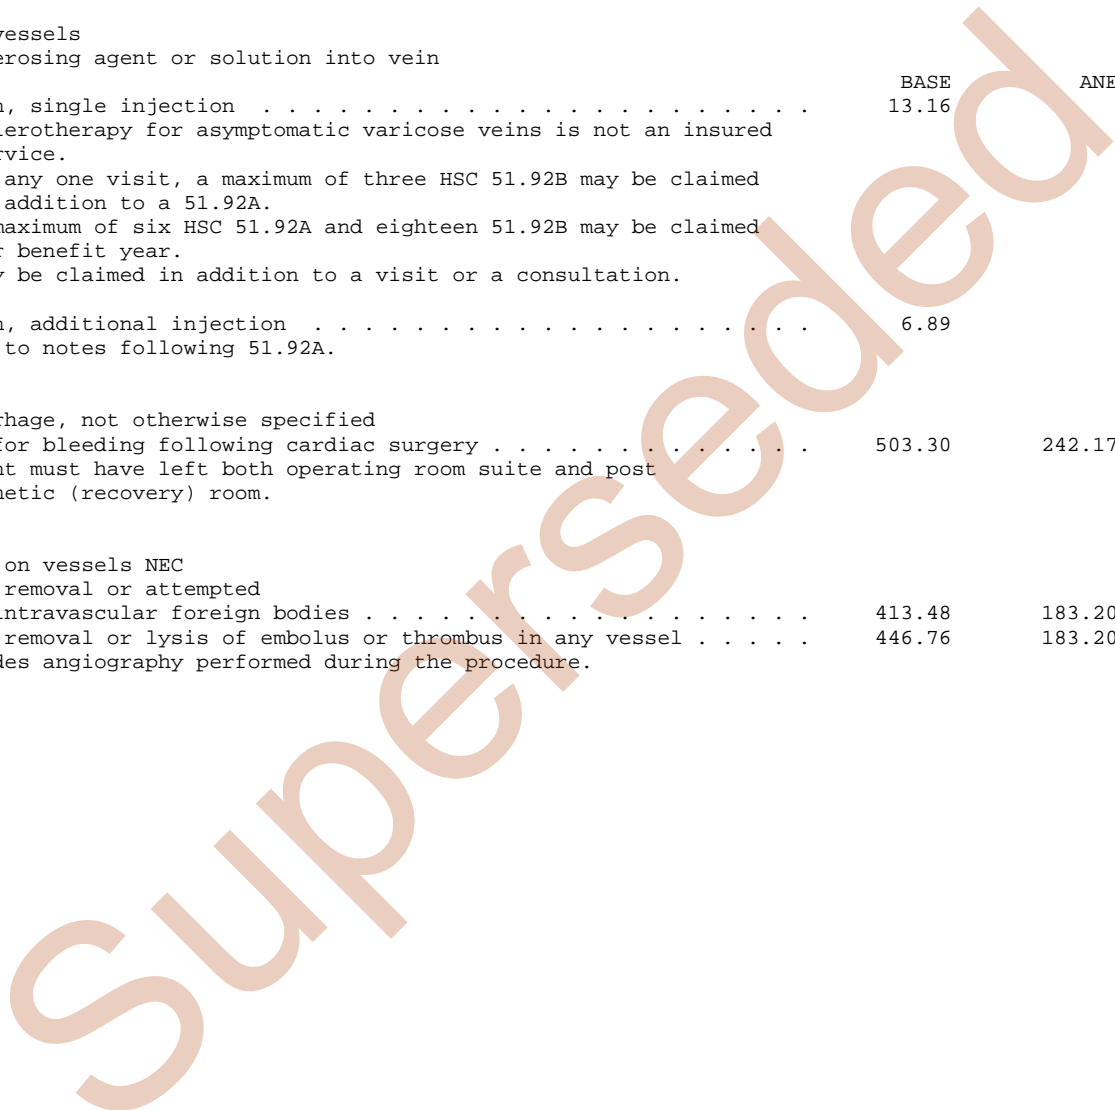 vessels
erosing agent or solution into vein
BASE ANE
n, single injection . . . . . . . . . . . . . . . . . . . . . . 13.16
lerotherapy for asymptomatic varicose veins is not an insured
rvice.
any one visit, a maximum of three HSC 51.92B may be claimed
addition to a 51.92A.
maximum of six HSC 51.92A and eighteen 51.92B may be claimed
r benefit year.
y be claimed in addition to a visit or a consultation.
n, additional injection . . . . . . . . . . . . . . . . . . . . 6.89
to notes following 51.92A.
rhage, not otherwise specified
for bleeding following cardiac surgery . . . . . . . . . . . . . 503.30 242.17
nt must have left both operating room suite and post
hetic (recovery) room.
on vessels NEC
removal or attempted
intravascular foreign bodies . . . . . . . . . . . . . . . . . . 413.48 183.20
removal or lysis of embolus or thrombus in any vessel . . . . . 446.76 183.20
des angiography performed during the procedure.
Superseded